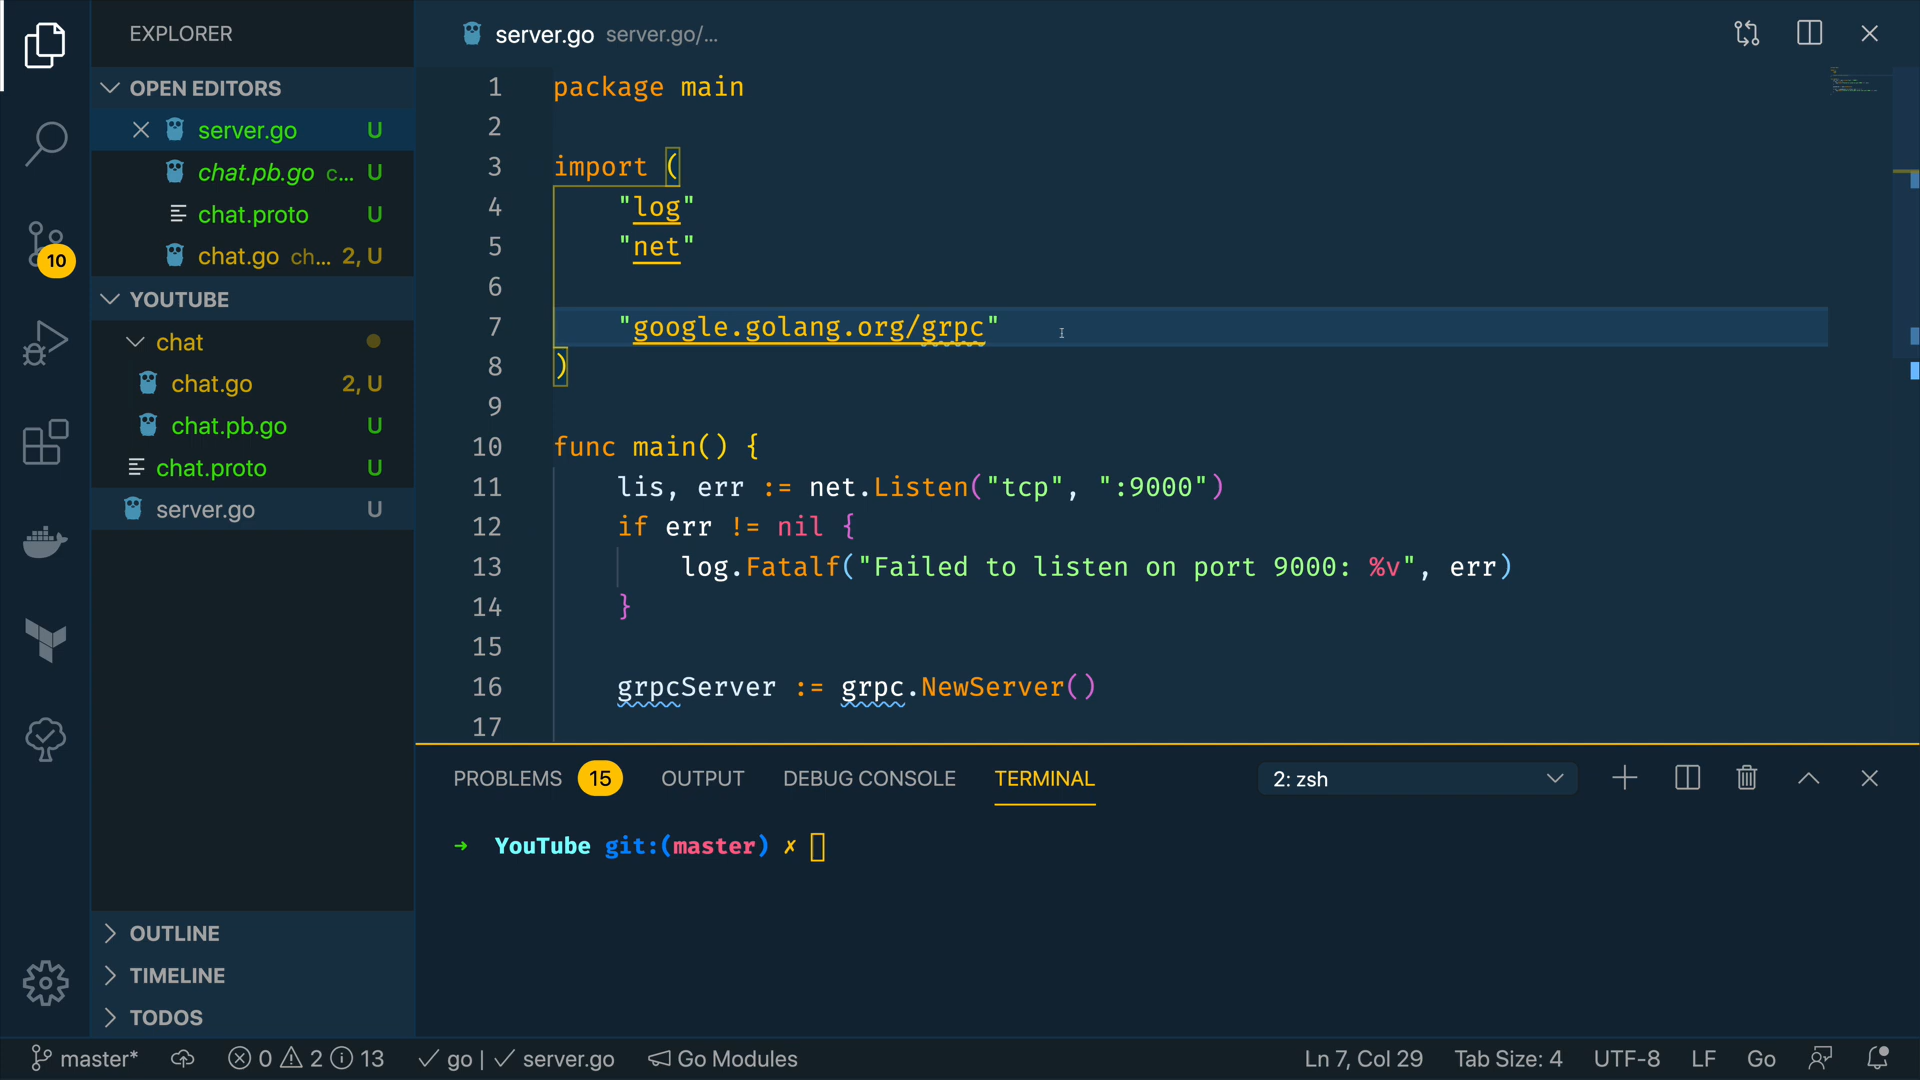 EXPLORER
OPEN EDITORS
server.go U
chat.pb.go c... U
chat.proto U
chat.go ch... 2, U
10
YOUTUBE
chat
chat.go 2, U
chat.pb.go U
chat.proto U
server.go U
OUTLINE
TIMELINE
TODOS
server.go server.go/...
1 package main
2
3 import (
4 "log"
5 "net"
6
7 "google.golang.org/grpc"
8 )
9
10 func main() {
11 lis, err := net.Listen("tcp", ":9000")
12 if err != nil {
13 log.Fatalf("Failed to listen on port 9000: %v", err)
14 }
15
16 grpcServer := grpc.NewServer()
17
PROBLEMS 15 OUTPUT DEBUG CONSOLE TERMINAL 2: zsh
→ YouTube git:(master) ✗
master* 0 2 13 ✓ go | ✓ server.go Go Modules Ln 7, Col 29 Tab Size: 4 UTF-8 LF Go